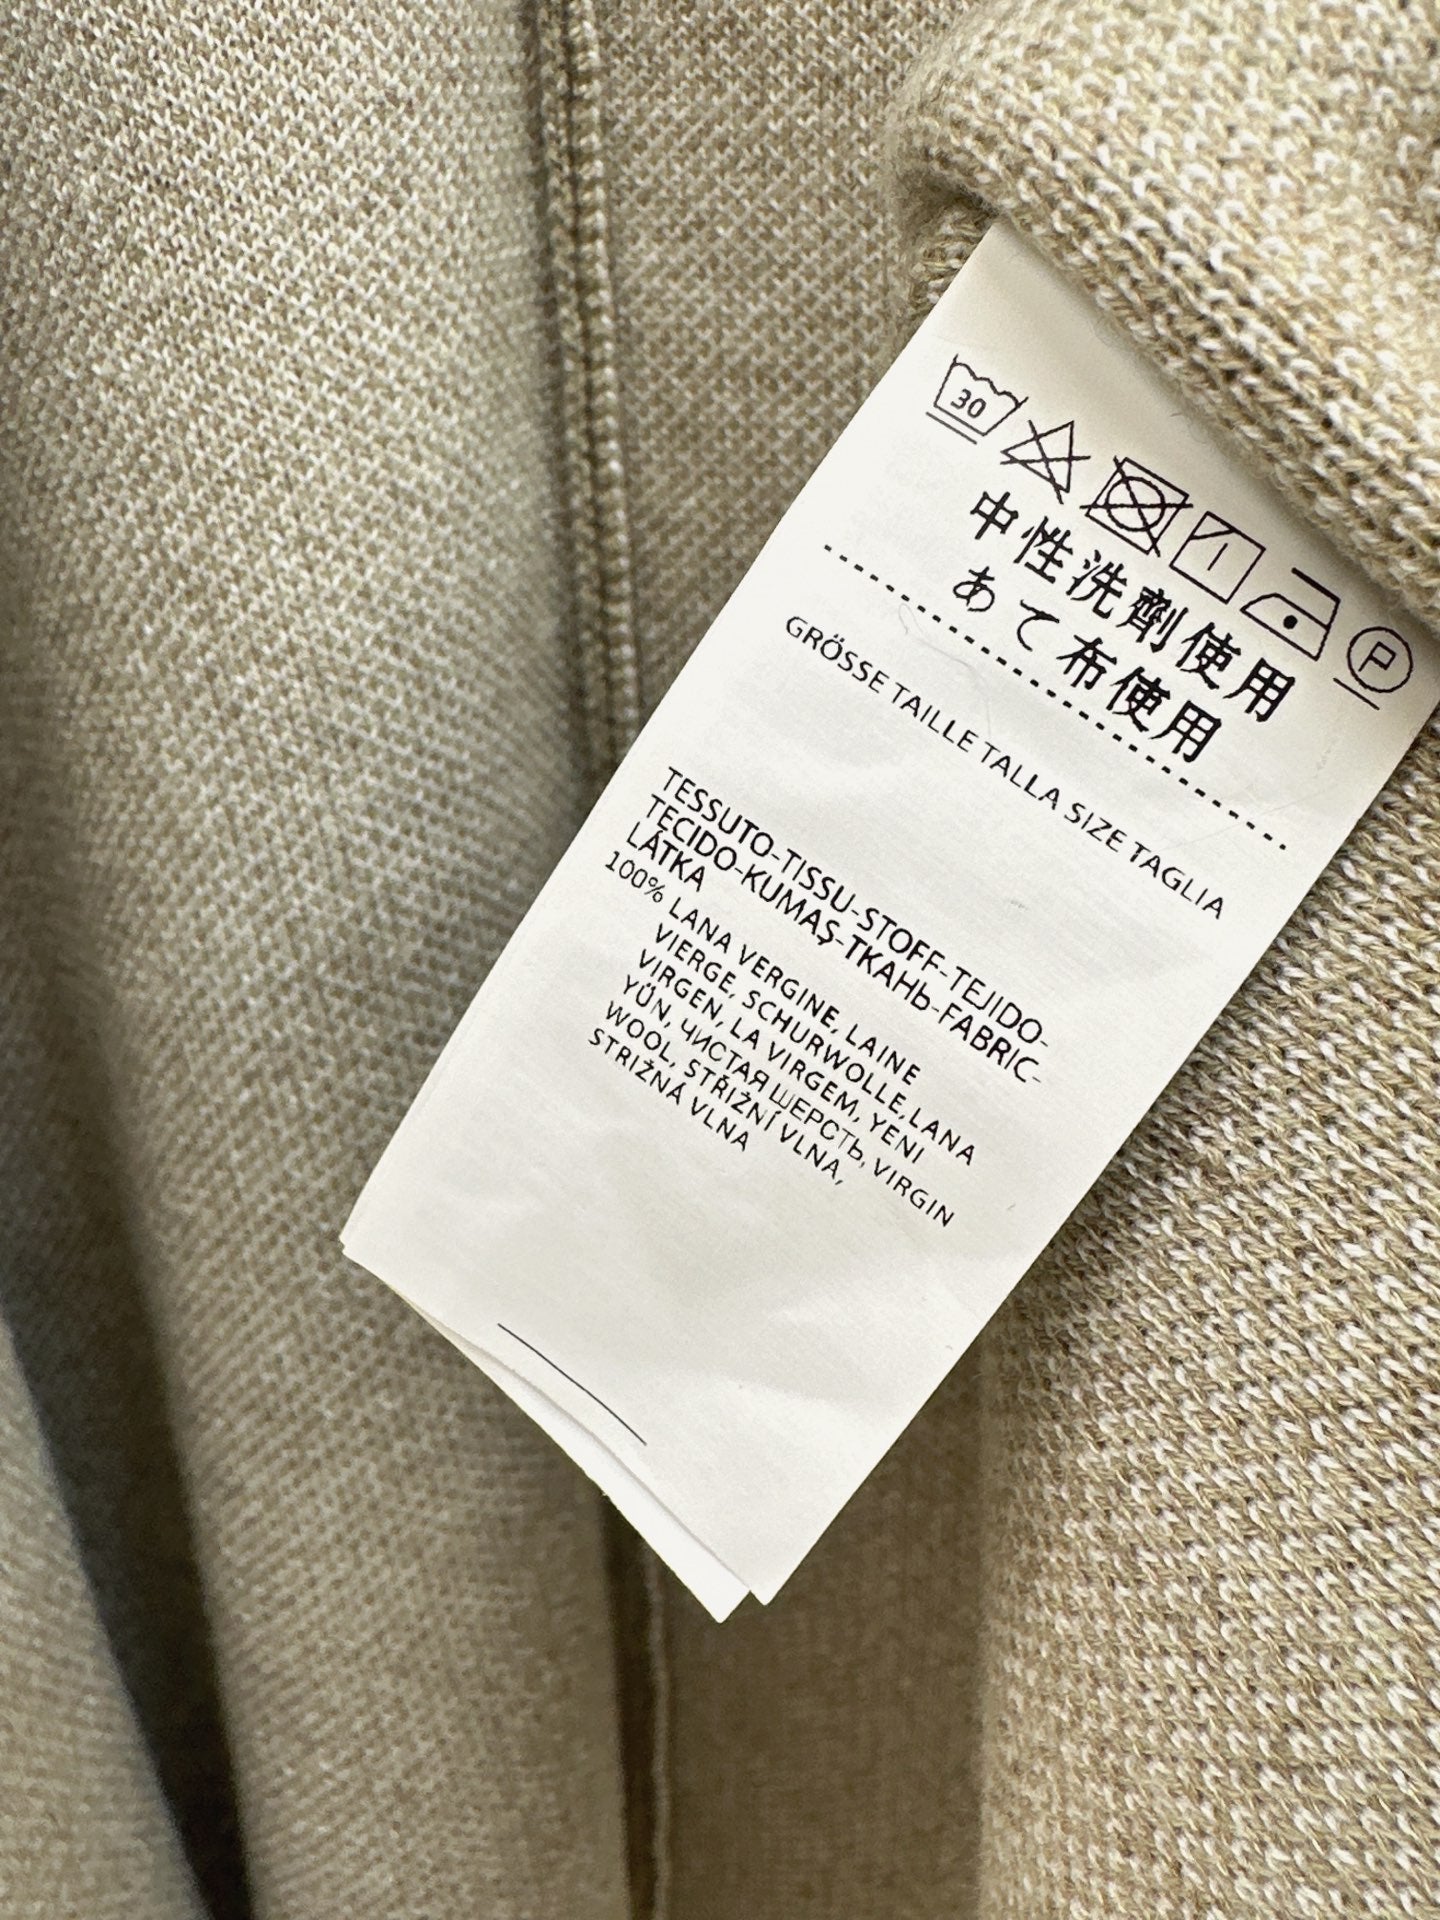 30
P
中性洗剤使用
あて布使用
GRÖSSE TAILLE TALLA SIZE TAGLIA
TESSUTO-TISSU-STOFF-TEJIDO-
TECIDO-KUMAŞ-TKAHЬ-FABRIC-
LÁTKA
100% LANA VERGINE, LAINE
VIERGE, SCHURWOLLE,LANA
VIRGEN, LA VIRGEM, YENI
YÜN, ЧИСТАЯ ШЕРСТЬ, VIRGIN
WOOL, STŘIŽNÍ VLNA,
STRIŽNÁ VLNA